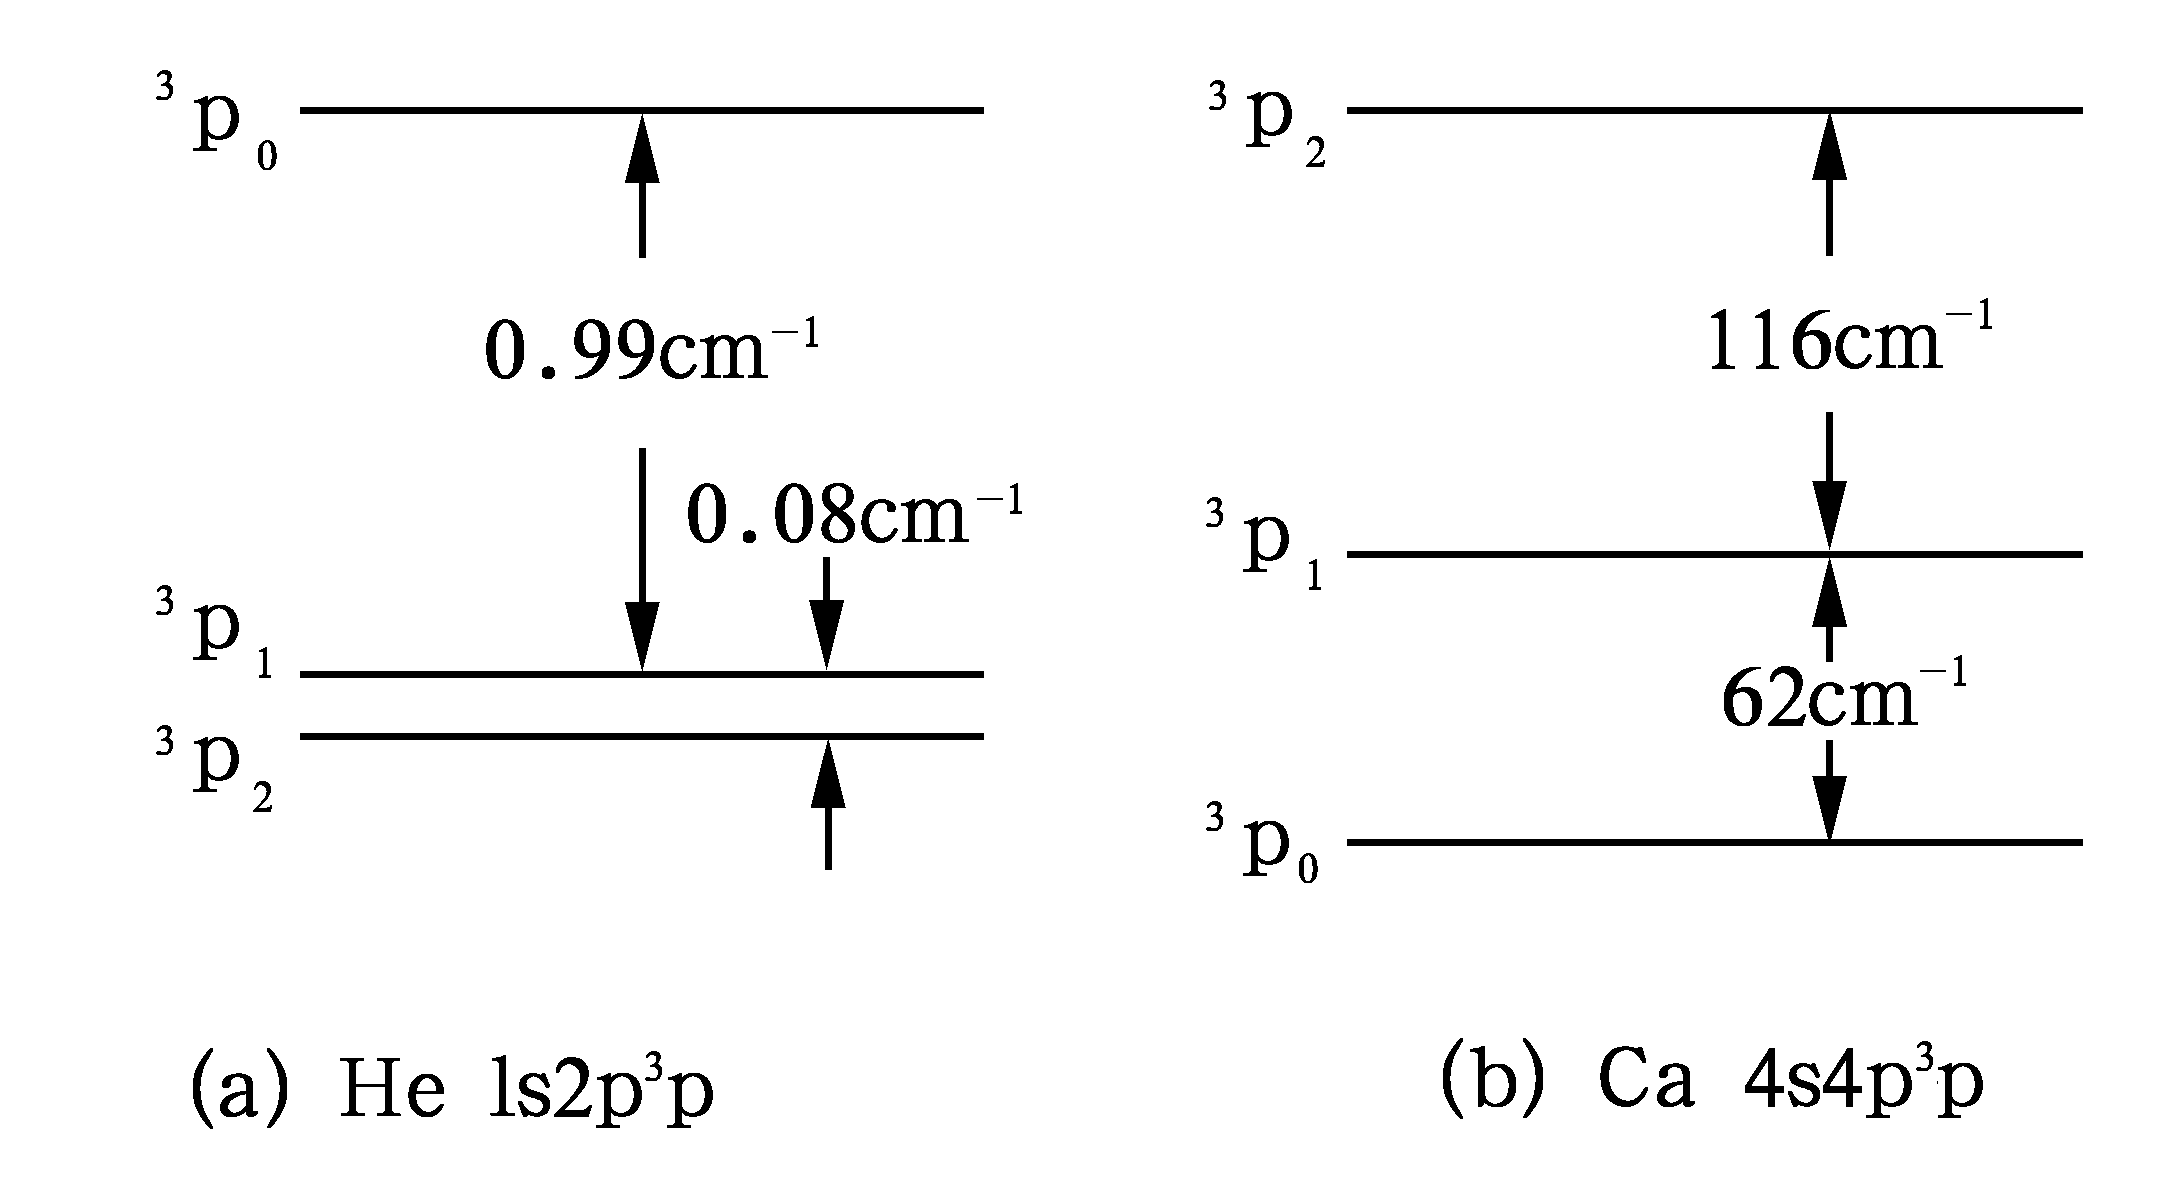 ³p₀
0.99cm⁻¹
0.08cm⁻¹
³p₁
³p₂
(a) He ls2p³p
³p₂
116cm⁻¹
³p₁
62cm⁻¹
³p₀
(b) Ca 4s4p³p